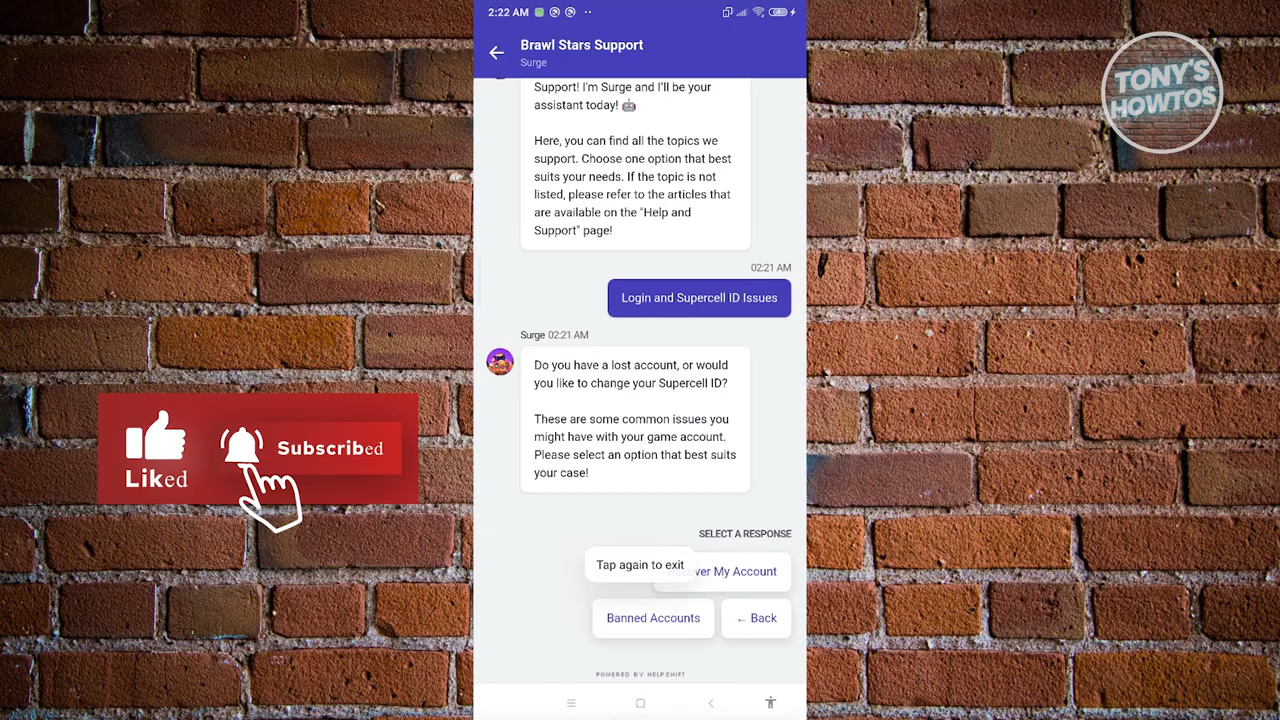 2:22 AM
Brawl Stars Support
Surge
TONY'S
HOWTOS
Support! I'm Surge and I'll be your
assistant today! 🤖
Here, you can find all the topics we
support. Choose one option that best
suits your needs. If the topic is not
listed, please refer to the articles that
are available on the "Help and
Support" page!
02:21 AM
Login and Supercell ID Issues
Surge 02:21 AM
Do you have a lost account, or would
you like to change your Supercell ID?
These are some common issues you
might have with your game account.
Please select an option that best suits
your case!
Liked
Subscribed
SELECT A RESPONSE
Tap again to exit
over My Account
Banned Accounts
← Back
POWERED BY HELPSHIFT